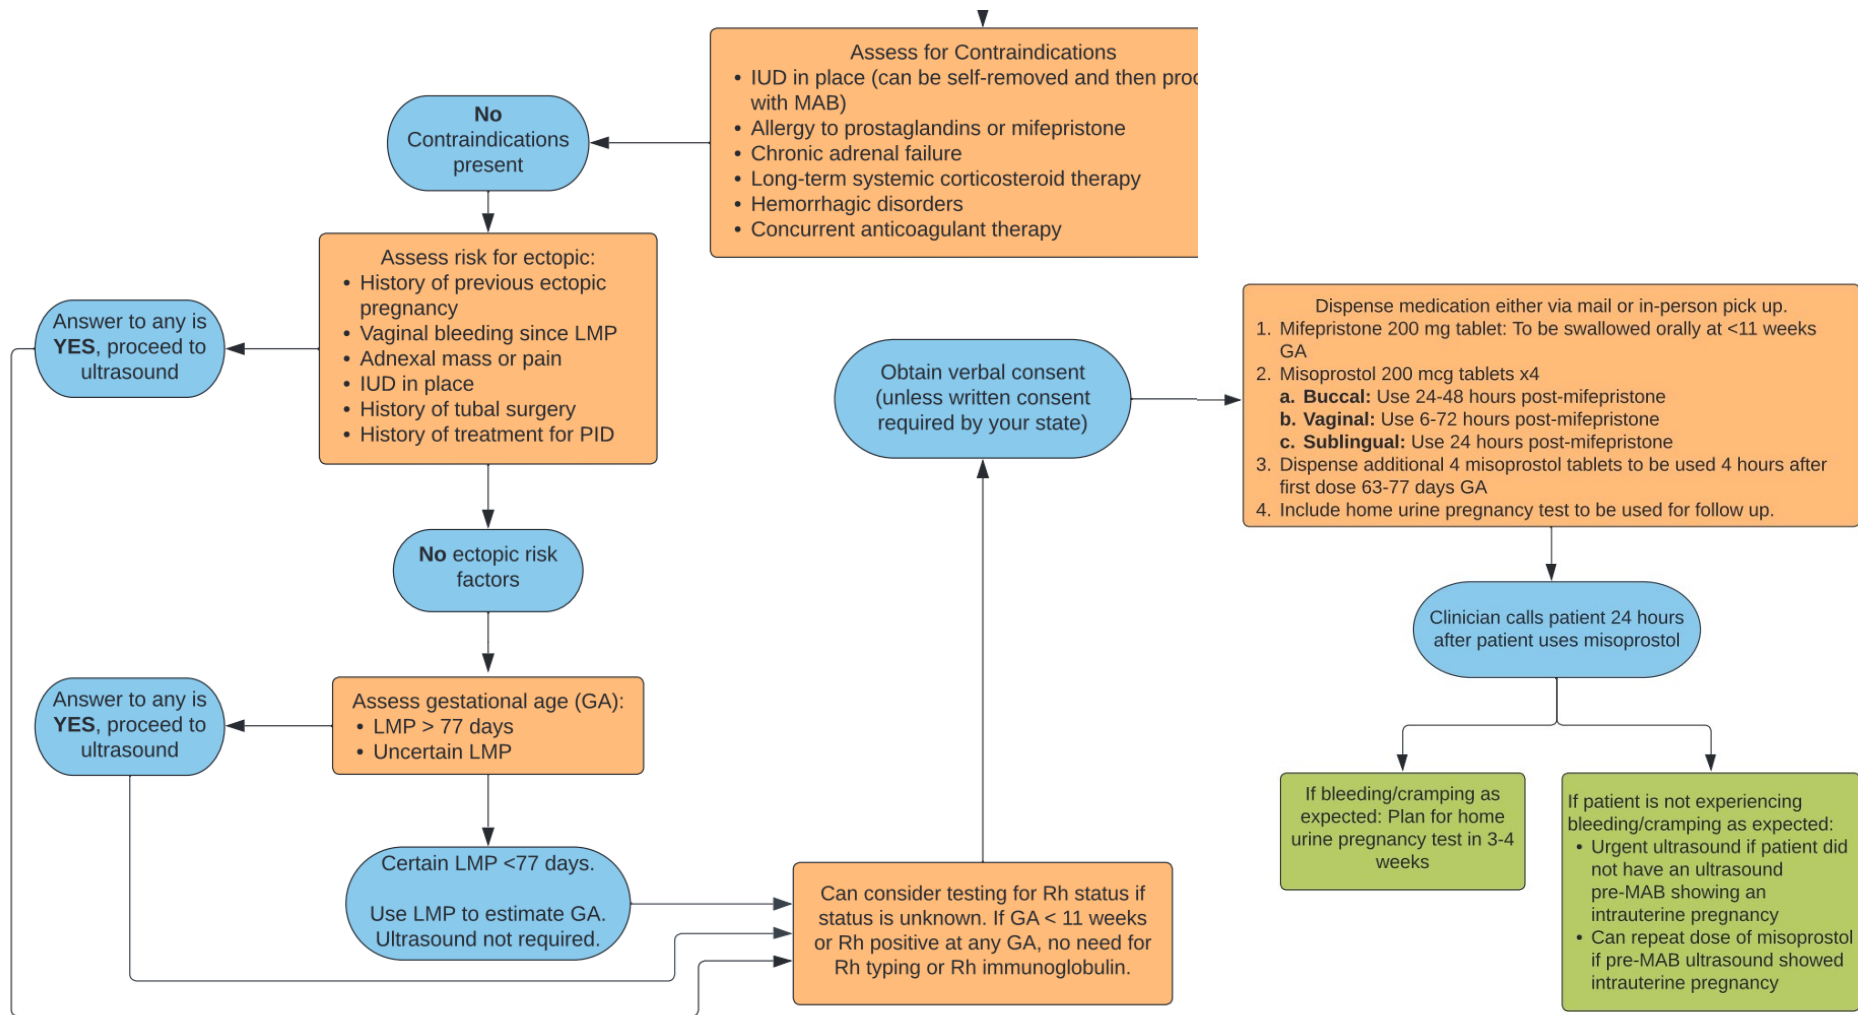 Assess for Contraindications
• IUD in place (can be self-removed and then
with MAB)
• Allergy to prostaglandins or mifepristone
• Chronic adrenal failure
• Long-term systemic corticosteroid therapy
• Hemorrhagic disorders
• Concurrent anticoagulant therapy
No
Contraindications
present
Assess risk for ectopic:
• History of previous ectopic
pregnancy
• Vaginal bleeding since LMP
• Adnexal mass or pain
• IUD in place
• History of tubal surgery
• History of treatment for PID
Answer to any is
YES, proceed to
ultrasound
No ectopic risk
factors
Assess gestational age (GA):
• LMP > 77 days
• Uncertain LMP
Answer to any is
YES, proceed to
ultrasound
Certain LMP <77 days.
Use LMP to estimate GA.
Ultrasound not required.
Can consider testing for Rh status if
status is unknown. If GA < 11 weeks
or Rh positive at any GA, no need for
Rh typing or Rh immunoglobulin.
Obtain verbal consent
(unless written consent
required by your state)
Dispense medication either via mail or in-person pick up.
1. Mifepristone 200 mg tablet: To be swallowed orally at <11 weeks
GA
2. Misoprostol 200 mcg tablets x4
a. Buccal: Use 24-48 hours post-mifepristone
b. Vaginal: Use 6-72 hours post-mifepristone
c. Sublingual: Use 24 hours post-mifepristone
3. Dispense additional 4 misoprostol tablets to be used 4 hours after
first dose 63-77 days GA
4. Include home urine pregnancy test to be used for follow up.
Clinician calls patient 24 hours
after patient uses misoprostol
If bleeding/cramping as
expected: Plan for home
urine pregnancy test in 3-4
weeks
If patient is not experiencing
bleeding/cramping as expected:
• Urgent ultrasound if patient did
not have an ultrasound
pre-MAB showing an
intrauterine pregnancy
• Can repeat dose of misoprostol
if pre-MAB ultrasound showed
intrauterine pregnancy